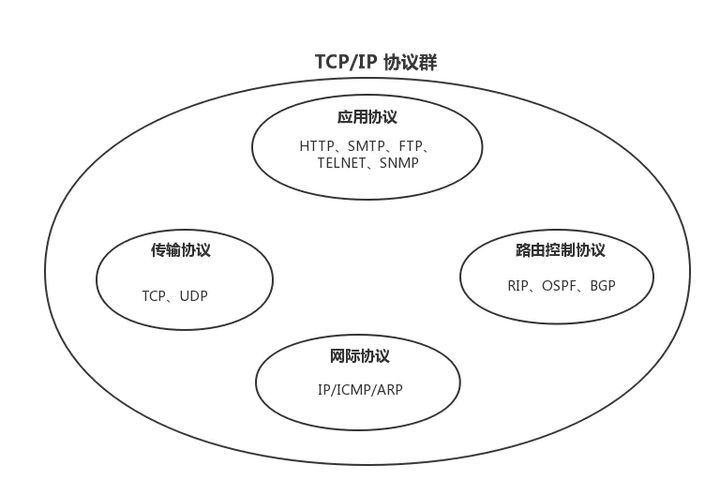 TCP/IP 协议群
应用协议
HTTP、SMTP、FTP、
TELNET、SNMP
传输协议
TCP、UDP
路由控制协议
RIP、OSPF、BGP
网际协议
IP/ICMP/ARP